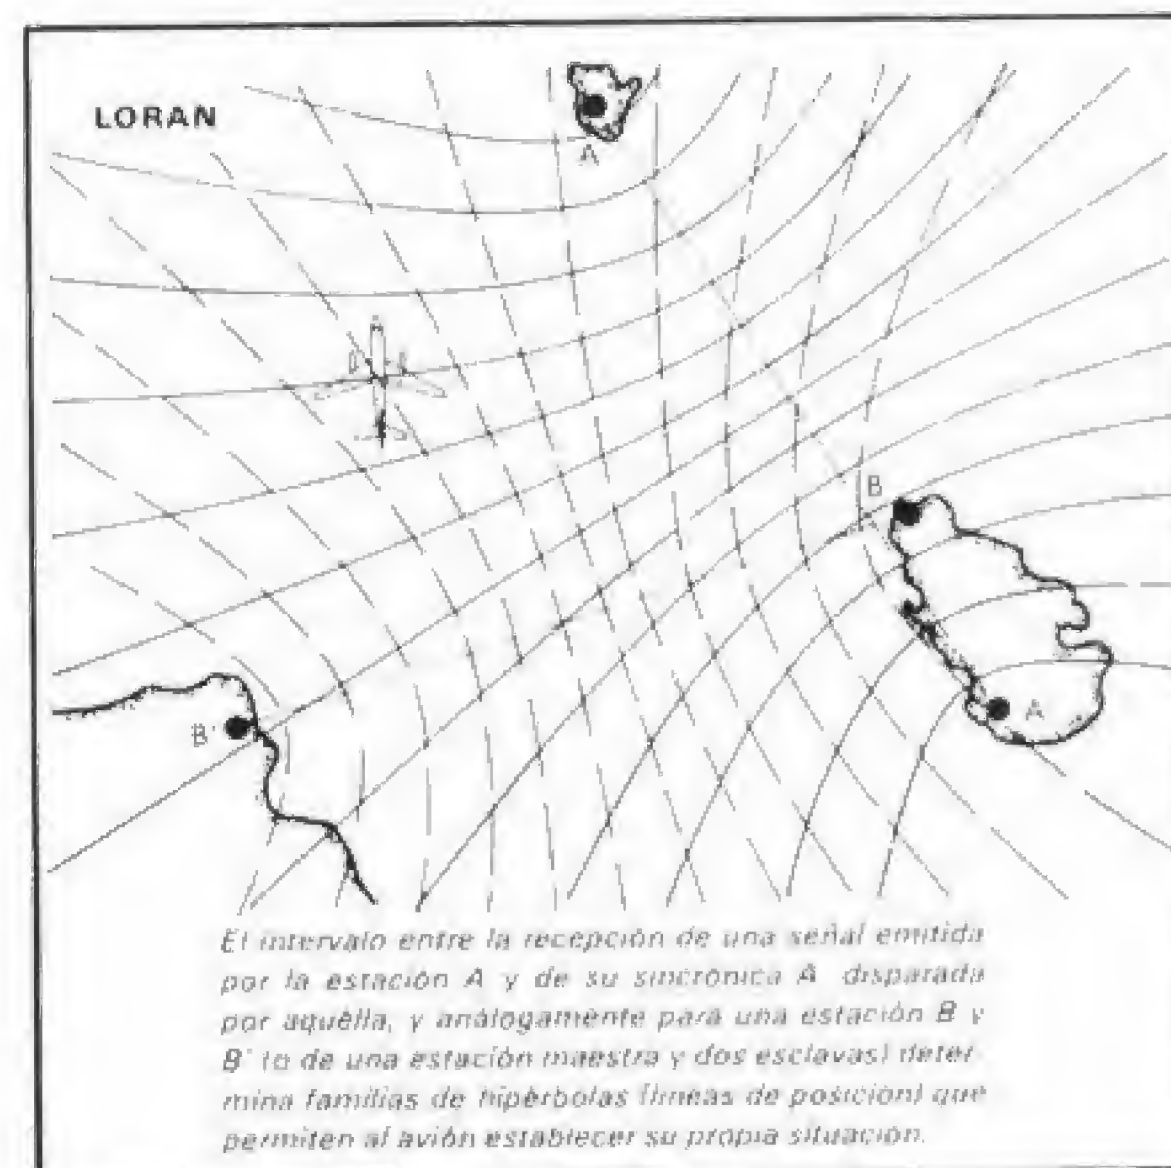 LORAN
A
B
B'
A
El intervalo entre la recepción de una señal emitida
por la estación A y de su sincrónica A disparada
por aquélla, y análogamente para una estación B y
B' (o de una estación maestra y dos esclavas) deter-
mina familias de hipérbolas (líneas de posición) que
permiten al avión establecer su propia situación.